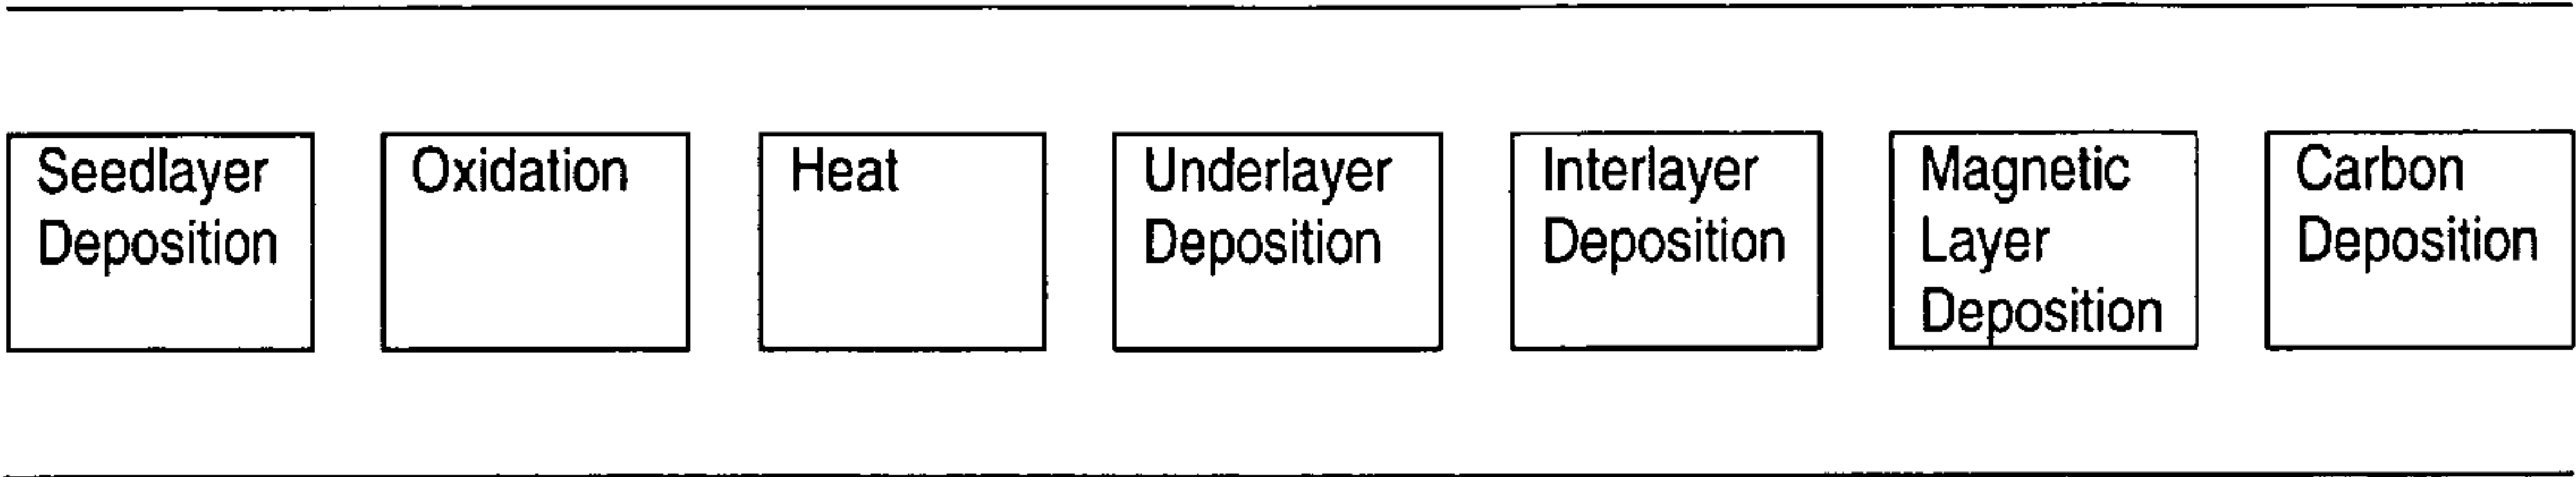 Seedlayer
Deposition
Oxidation
Heat
Underlayer
Deposition
Interlayer
Deposition
Magnetic
Layer
Deposition
Carbon
Deposition